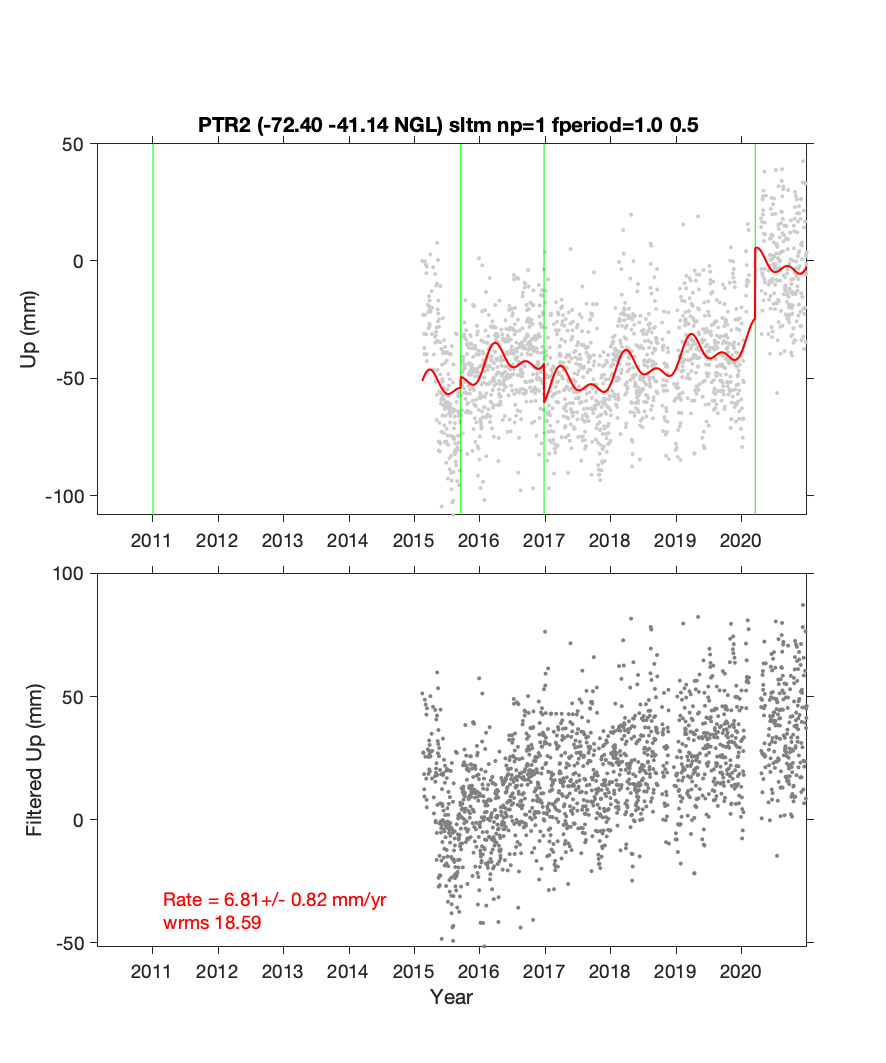 PTR2 (-72.40 -41.14 NGL) sltm np=1 fperiod=1.0 0.5
50
0
-50
-100
Up (mm)
2011 2012 2013 2014 2015 2016 2017 2018 2019 2020
100
50
0
-50
Filtered Up (mm)
Rate = 6.81+/- 0.82 mm/yr
wrms 18.59
2011 2012 2013 2014 2015 2016 2017 2018 2019 2020
Year